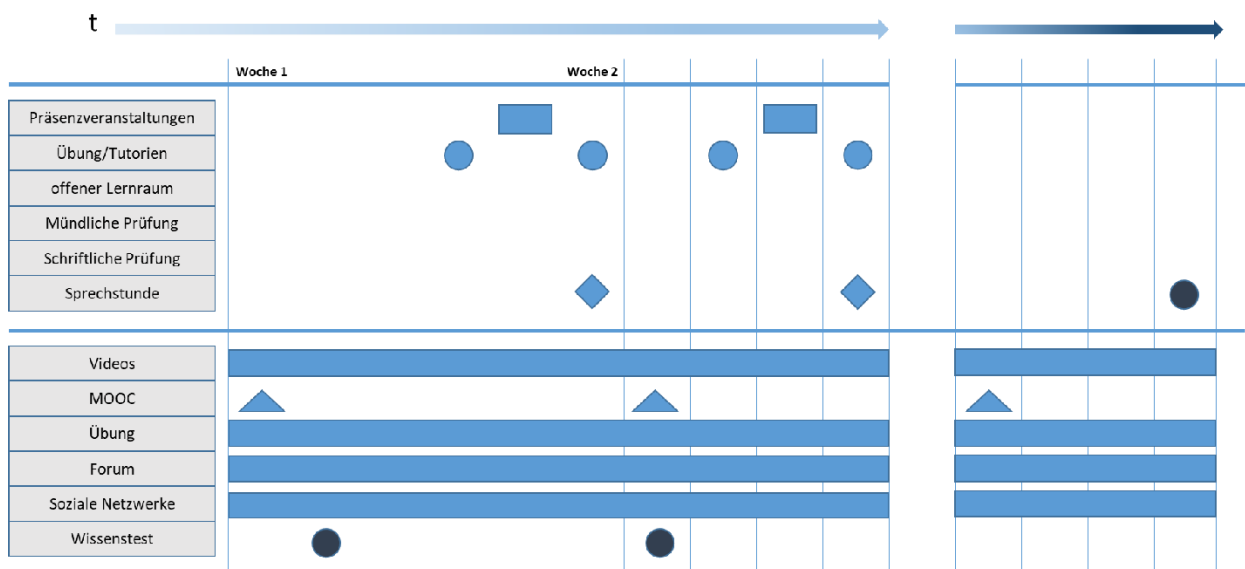 t
Woche 1
Woche 2
Präsenzveranstaltungen
Übung/Tutorien
offener Lernraum
Mündliche Prüfung
Schriftliche Prüfung
Sprechstunde
Videos
MOOC
Übung
Forum
Soziale Netzwerke
Wissenstest